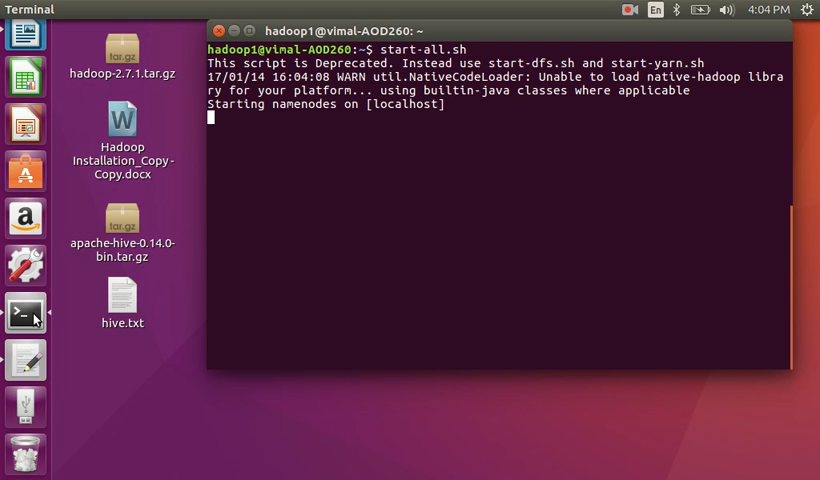 Terminal
En
4:04 PM
hadoop-2.7.1.tar.gz
W
Hadoop
Installation_Copy-
Copy.docx
tar.gz
apache-hive-0.14.0-
bin.tar.gz
hive.txt
hadoop1@vimal-AOD260: ~
hadoop1@vimal-AOD260:~$ start-all.sh
This script is Deprecated. Instead use start-dfs.sh and start-yarn.sh
17/01/14 16:04:08 WARN util.NativeCodeLoader: Unable to load native-hadoop libra
ry for your platform... using builtin-java classes where applicable
Starting namenodes on [localhost]